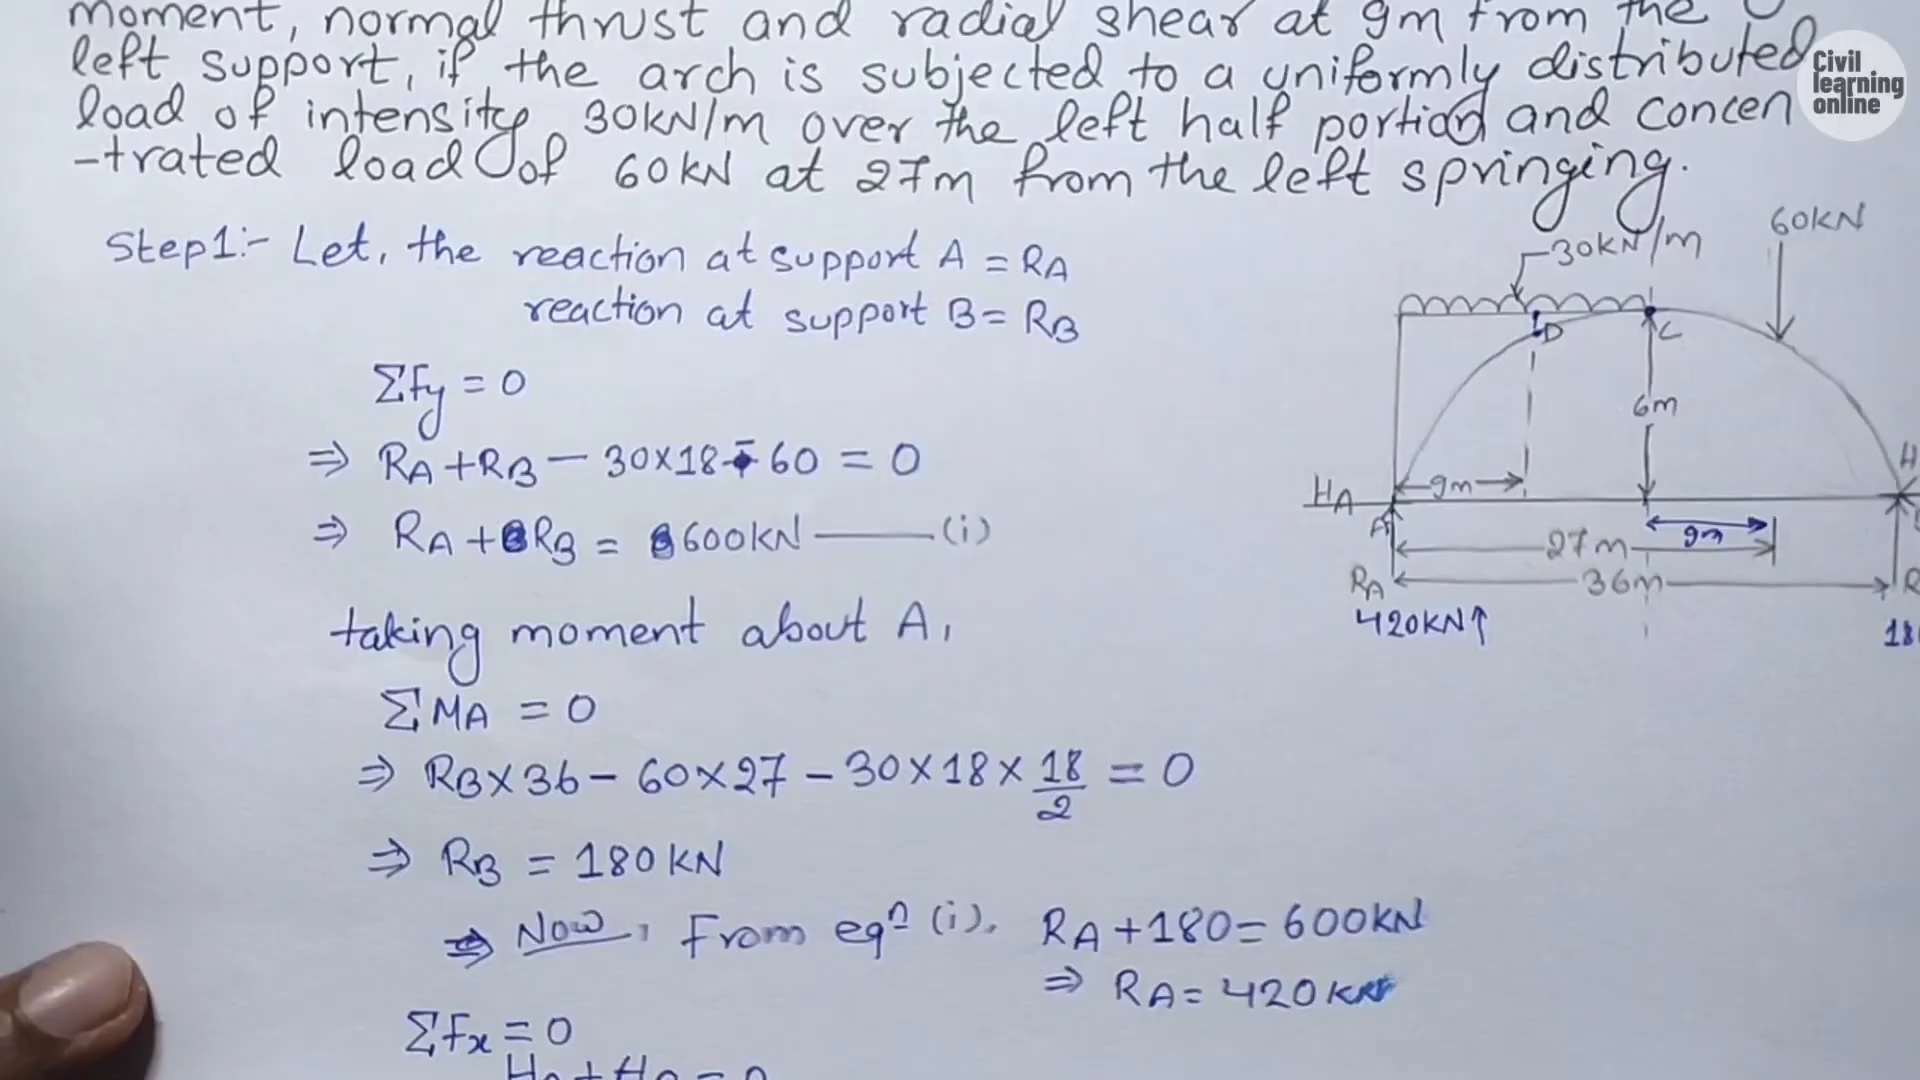 moment, normal thrust and radial shear at 9m from the
left support, if the arch is subjected to a uniformly distributed
load of intensity 30kN/m over the left half portion and concen
-trated load of 60kN at 27m from the left springing.
Civil
learning
online
Step1:- Let, the reaction at support A = RA
reaction at support B = RB
ΣFy = 0
⇒ RA + RB - 30×18 - 60 = 0
⇒ RA + RB = 600kN —— (i)
taking moment about A,
ΣMA = 0
⇒ RB×36 - 60×27 - 30×18×18/2 = 0
⇒ RB = 180KN
⇒ Now, From eqn (i), RA + 180 = 600KN
⇒ RA = 420KN
ΣFx = 0
60KN
30KN/m
D
C
6m
9m
HA
H
A
9m
27m
36m
RA
R
420KN↑
18